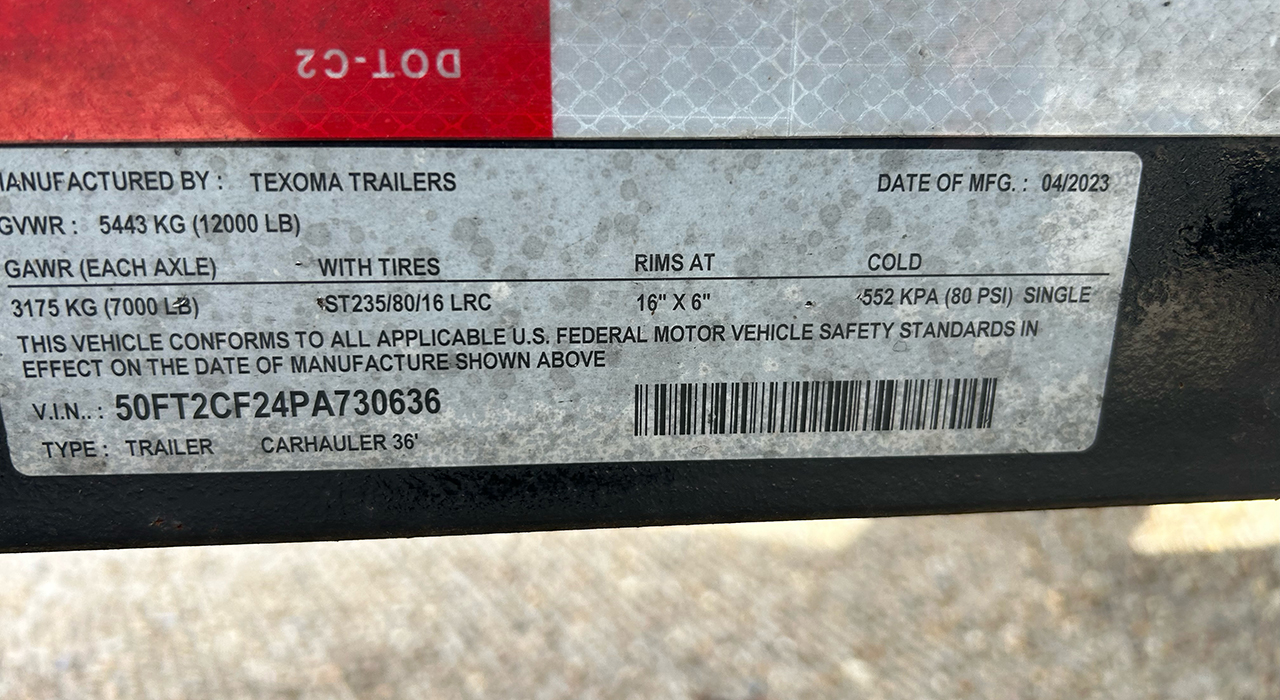 DOT-C2
MANUFACTURED BY : TEXOMA TRAILERS DATE OF MFG. : 04/2023
GVWR : 5443 KG (12000 LB)
GAWR (EACH AXLE) WITH TIRES RIMS AT COLD
3175 KG (7000 LB) ST235/80/16 LRC 16" X 6" 552 KPA (80 PSI) SINGLE
THIS VEHICLE CONFORMS TO ALL APPLICABLE U.S. FEDERAL MOTOR VEHICLE SAFETY STANDARDS IN
EFFECT ON THE DATE OF MANUFACTURE SHOWN ABOVE
V.I.N.. : 50FT2CF24PA730636
TYPE : TRAILER CARHAULER 36'